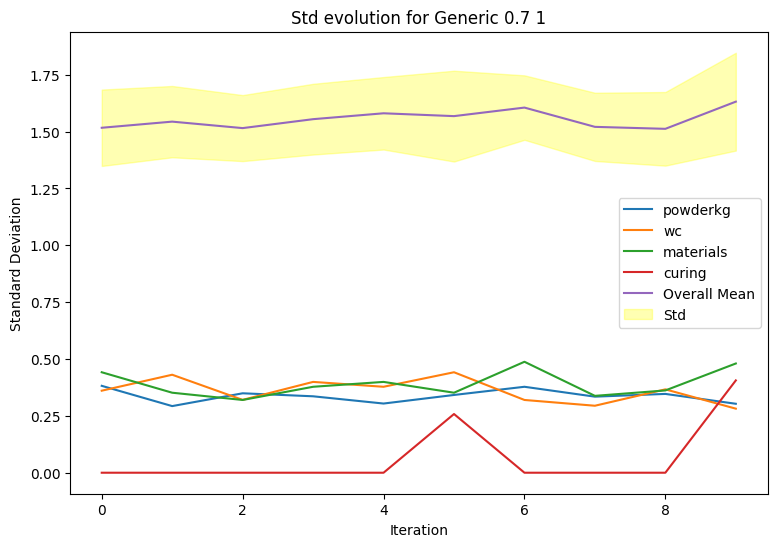 Std evolution for Generic 0.7 1
Standard Deviation
1.75
1.50
1.25
1.00
0.75
0.50
0.25
0.00
powderkg
wc
materials
curing
Overall Mean
Std
0 2 4 6 8
Iteration